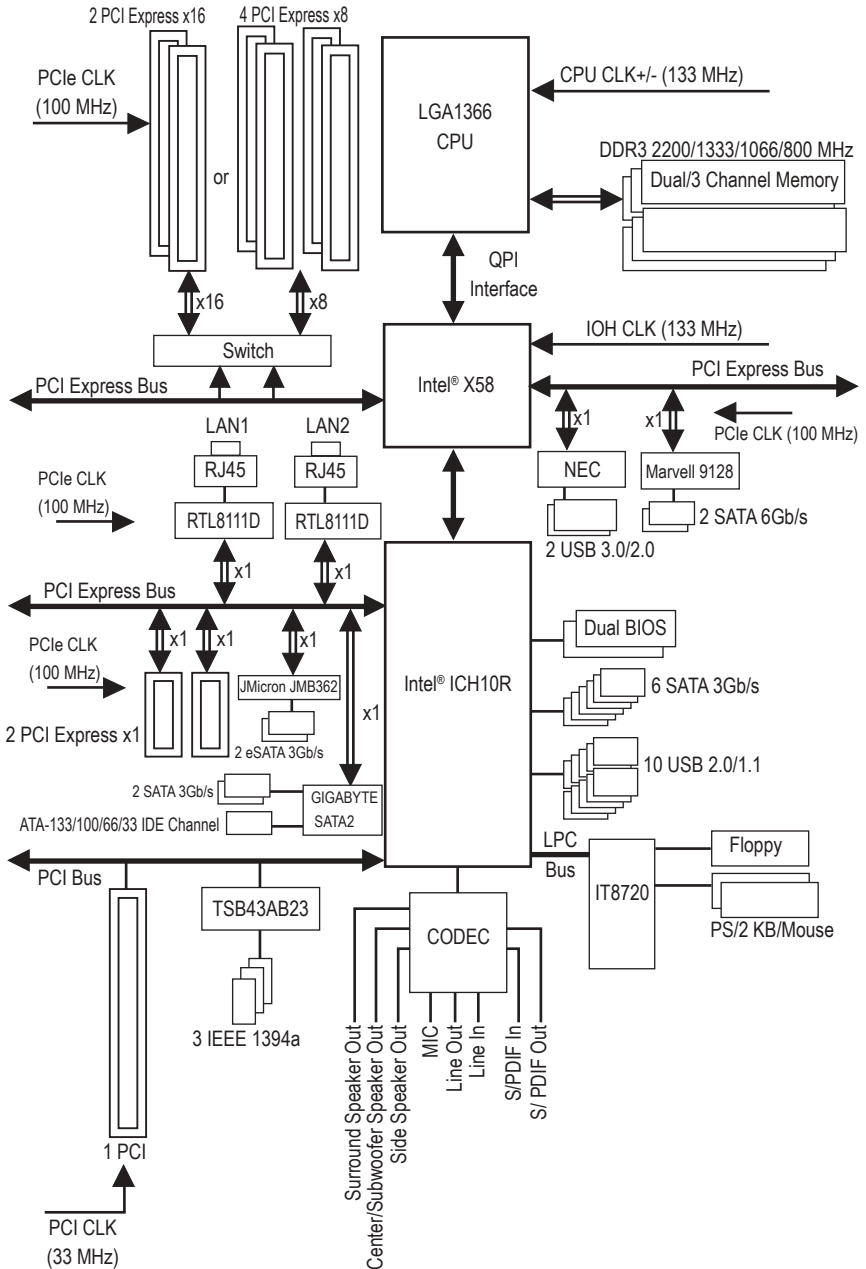 2 PCI Express x16
4 PCI Express x8
PCIe CLK
(100 MHz)
or
x16
x8
Switch
LGA1366
CPU
CPU CLK+/- (133 MHz)
DDR3 2200/1333/1066/800 MHz
Dual/3 Channel Memory
QPI
Interface
IOH CLK (133 MHz)
PCI Express Bus
Intel® X58
PCI Express Bus
x1
x1
PCIe CLK (100 MHz)
NEC
Marvell 9128
2 USB 3.0/2.0
2 SATA 6Gb/s
LAN1
LAN2
RJ45
RJ45
PCIe CLK
(100 MHz)
RTL8111D
RTL8111D
x1
x1
PCI Express Bus
x1
x1
x1
x1
PCIe CLK
(100 MHz)
2 PCI Express x1
JMicron JMB362
2 eSATA 3Gb/s
2 SATA 3Gb/s
GIGABYTE
SATA2
ATA-133/100/66/33 IDE Channel
Intel® ICH10R
Dual BIOS
6 SATA 3Gb/s
10 USB 2.0/1.1
LPC
Bus
IT8720
Floppy
PS/2 KB/Mouse
PCI Bus
TSB43AB23
3 IEEE 1394a
CODEC
Surround Speaker Out
Center/Subwoofer Speaker Out
Side Speaker Out
MIC
Line Out
Line In
S/PDIF In
S/ PDIF Out
1 PCI
PCI CLK
(33 MHz)